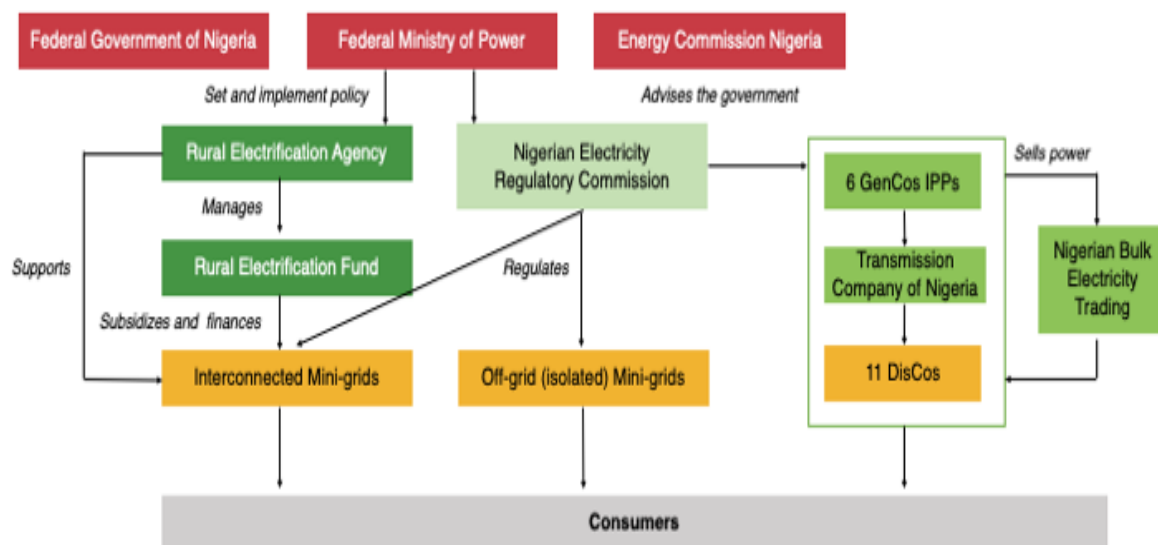 Federal Government of Nigeria
Federal Ministry of Power
Energy Commission Nigeria
Set and implement policy
Advises the government
Rural Electrification Agency
Nigerian Electricity
Regulatory Commission
Sells power
6 GenCos IPPs
Manages
Supports
Rural Electrification Fund
Regulates
Transmission
Company of Nigeria
Nigerian Bulk
Electricity
Trading
Subsidizes and finances
Interconnected Mini-grids
Off-grid (isolated) Mini-grids
11 DisCos
Consumers